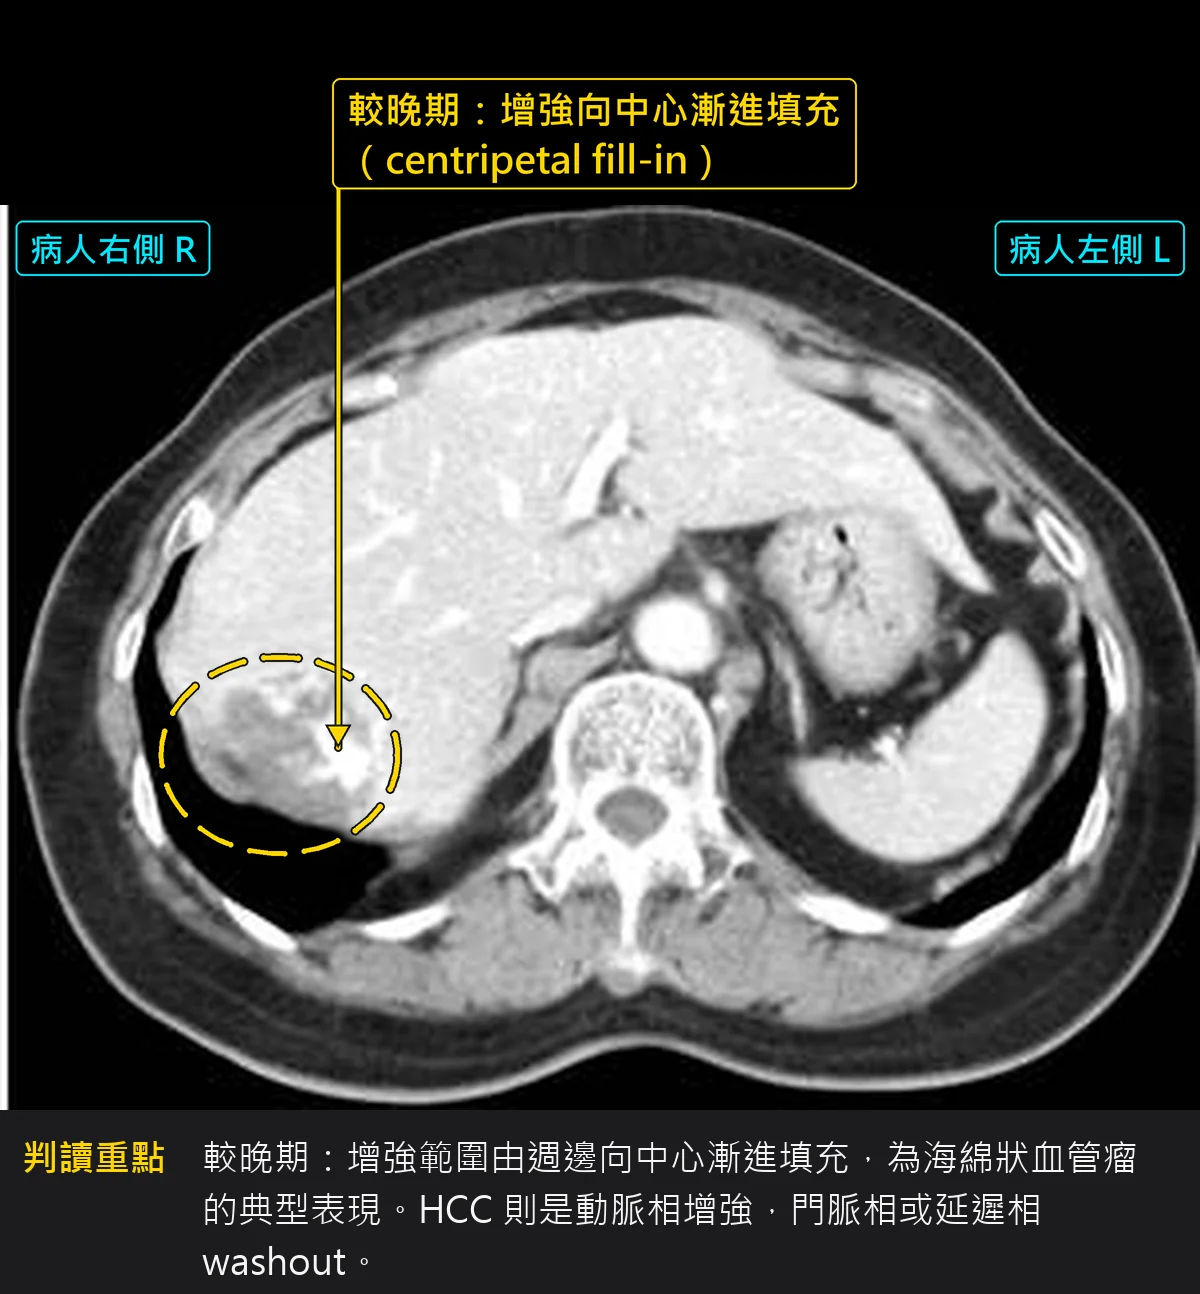 較晚期：增強向中心漸進填充
（centripetal fill-in）
病人右側 R
病人左側 L
判讀重點
較晚期：增強範圍由週邊向中心漸進填充，為海綿狀血管瘤
的典型表現。HCC 則是動脈相增強，門脈相或延遲相
washout。